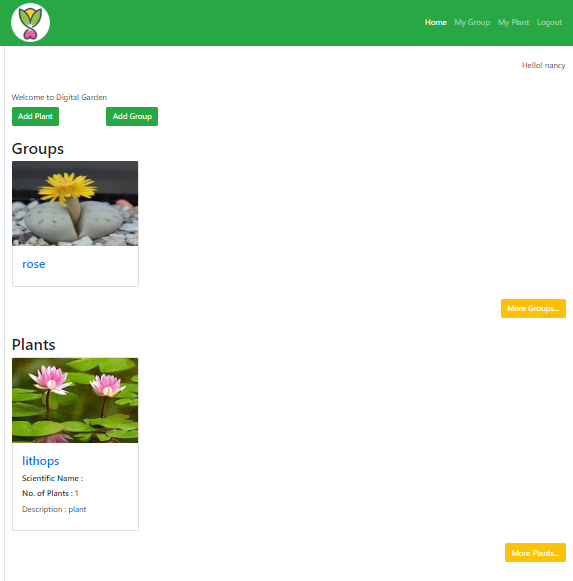 Home My Group My Plant Logout
Hello! nancy
Welcome to Digital Garden
Add Plant Add Group
Groups
rose
More Groups...
Plants
lithops
Scientific Name :
No. of Plants : 1
Description : plant
More Plants...